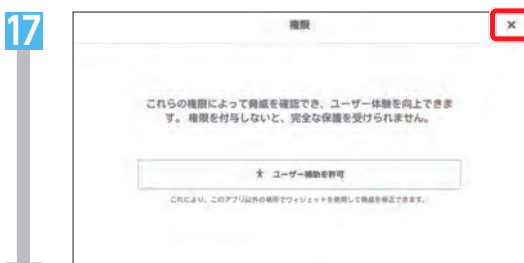 17
権限
×
これらの権限によって脅威を確認でき、ユーザー体験を向上できま
す。権限を付与しないと、完全な保護を受けられません。
ユーザー補助を許可
これにより、このアプリ以外の場所でウィジェットを使用して脅威を修正できます。